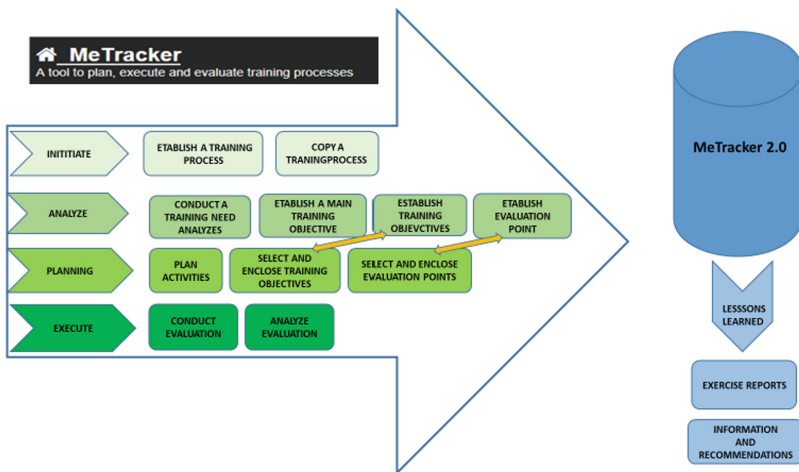 MeTracker
A tool to plan, execute and evaluate training processes
INITITIATE
ETABLISH A TRAINING
PROCESS
COPY A
TRANINGPROCESS
ANALYZE
CONDUCT A
TRAINING NEED
ANALYZES
ETABLISH A MAIN
TRAINING
OBJECTIVE
ESTABLISH
TRAINING
OBJEVCTIVES
ETABLISH
EVALUATION
POINT
PLANNING
PLAN
ACTIVITIES
SELECT AND
ENCLOSE TRAINING
OBJECTIVES
SELECT AND ENCLOSE
EVALUATION POINTS
EXECUTE
CONDUCT
EVALUATION
ANALYZE
EVALUATION
MeTracker 2.0
LESSSONS
LEARNED
EXERCISE REPORTS
INFORMATION
AND
RECOMMENDATIONS